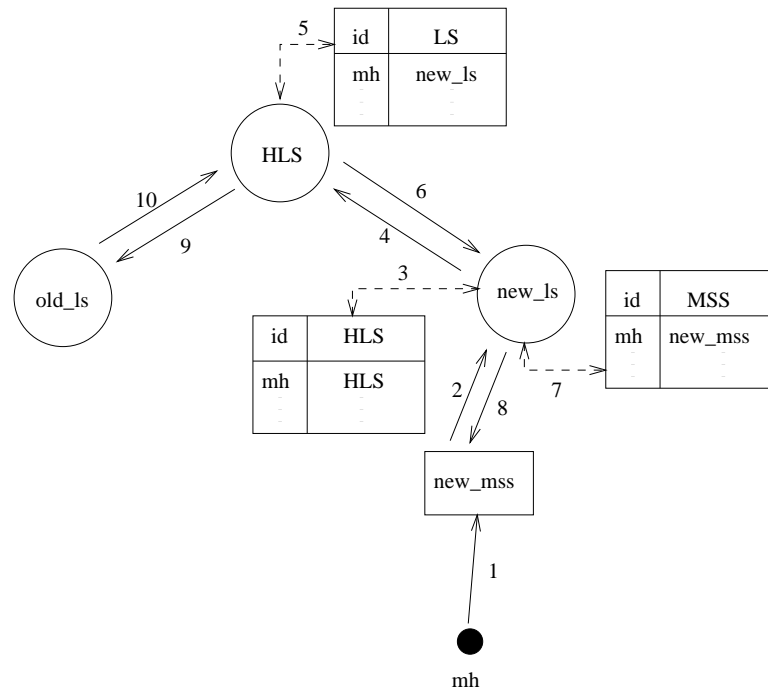 5
id LS
mh new_ls
HLS
10
6
9
4
old_ls
3
new_ls
id MSS
mh new_mss
id HLS
mh HLS
2
8
7
new_mss
1
mh